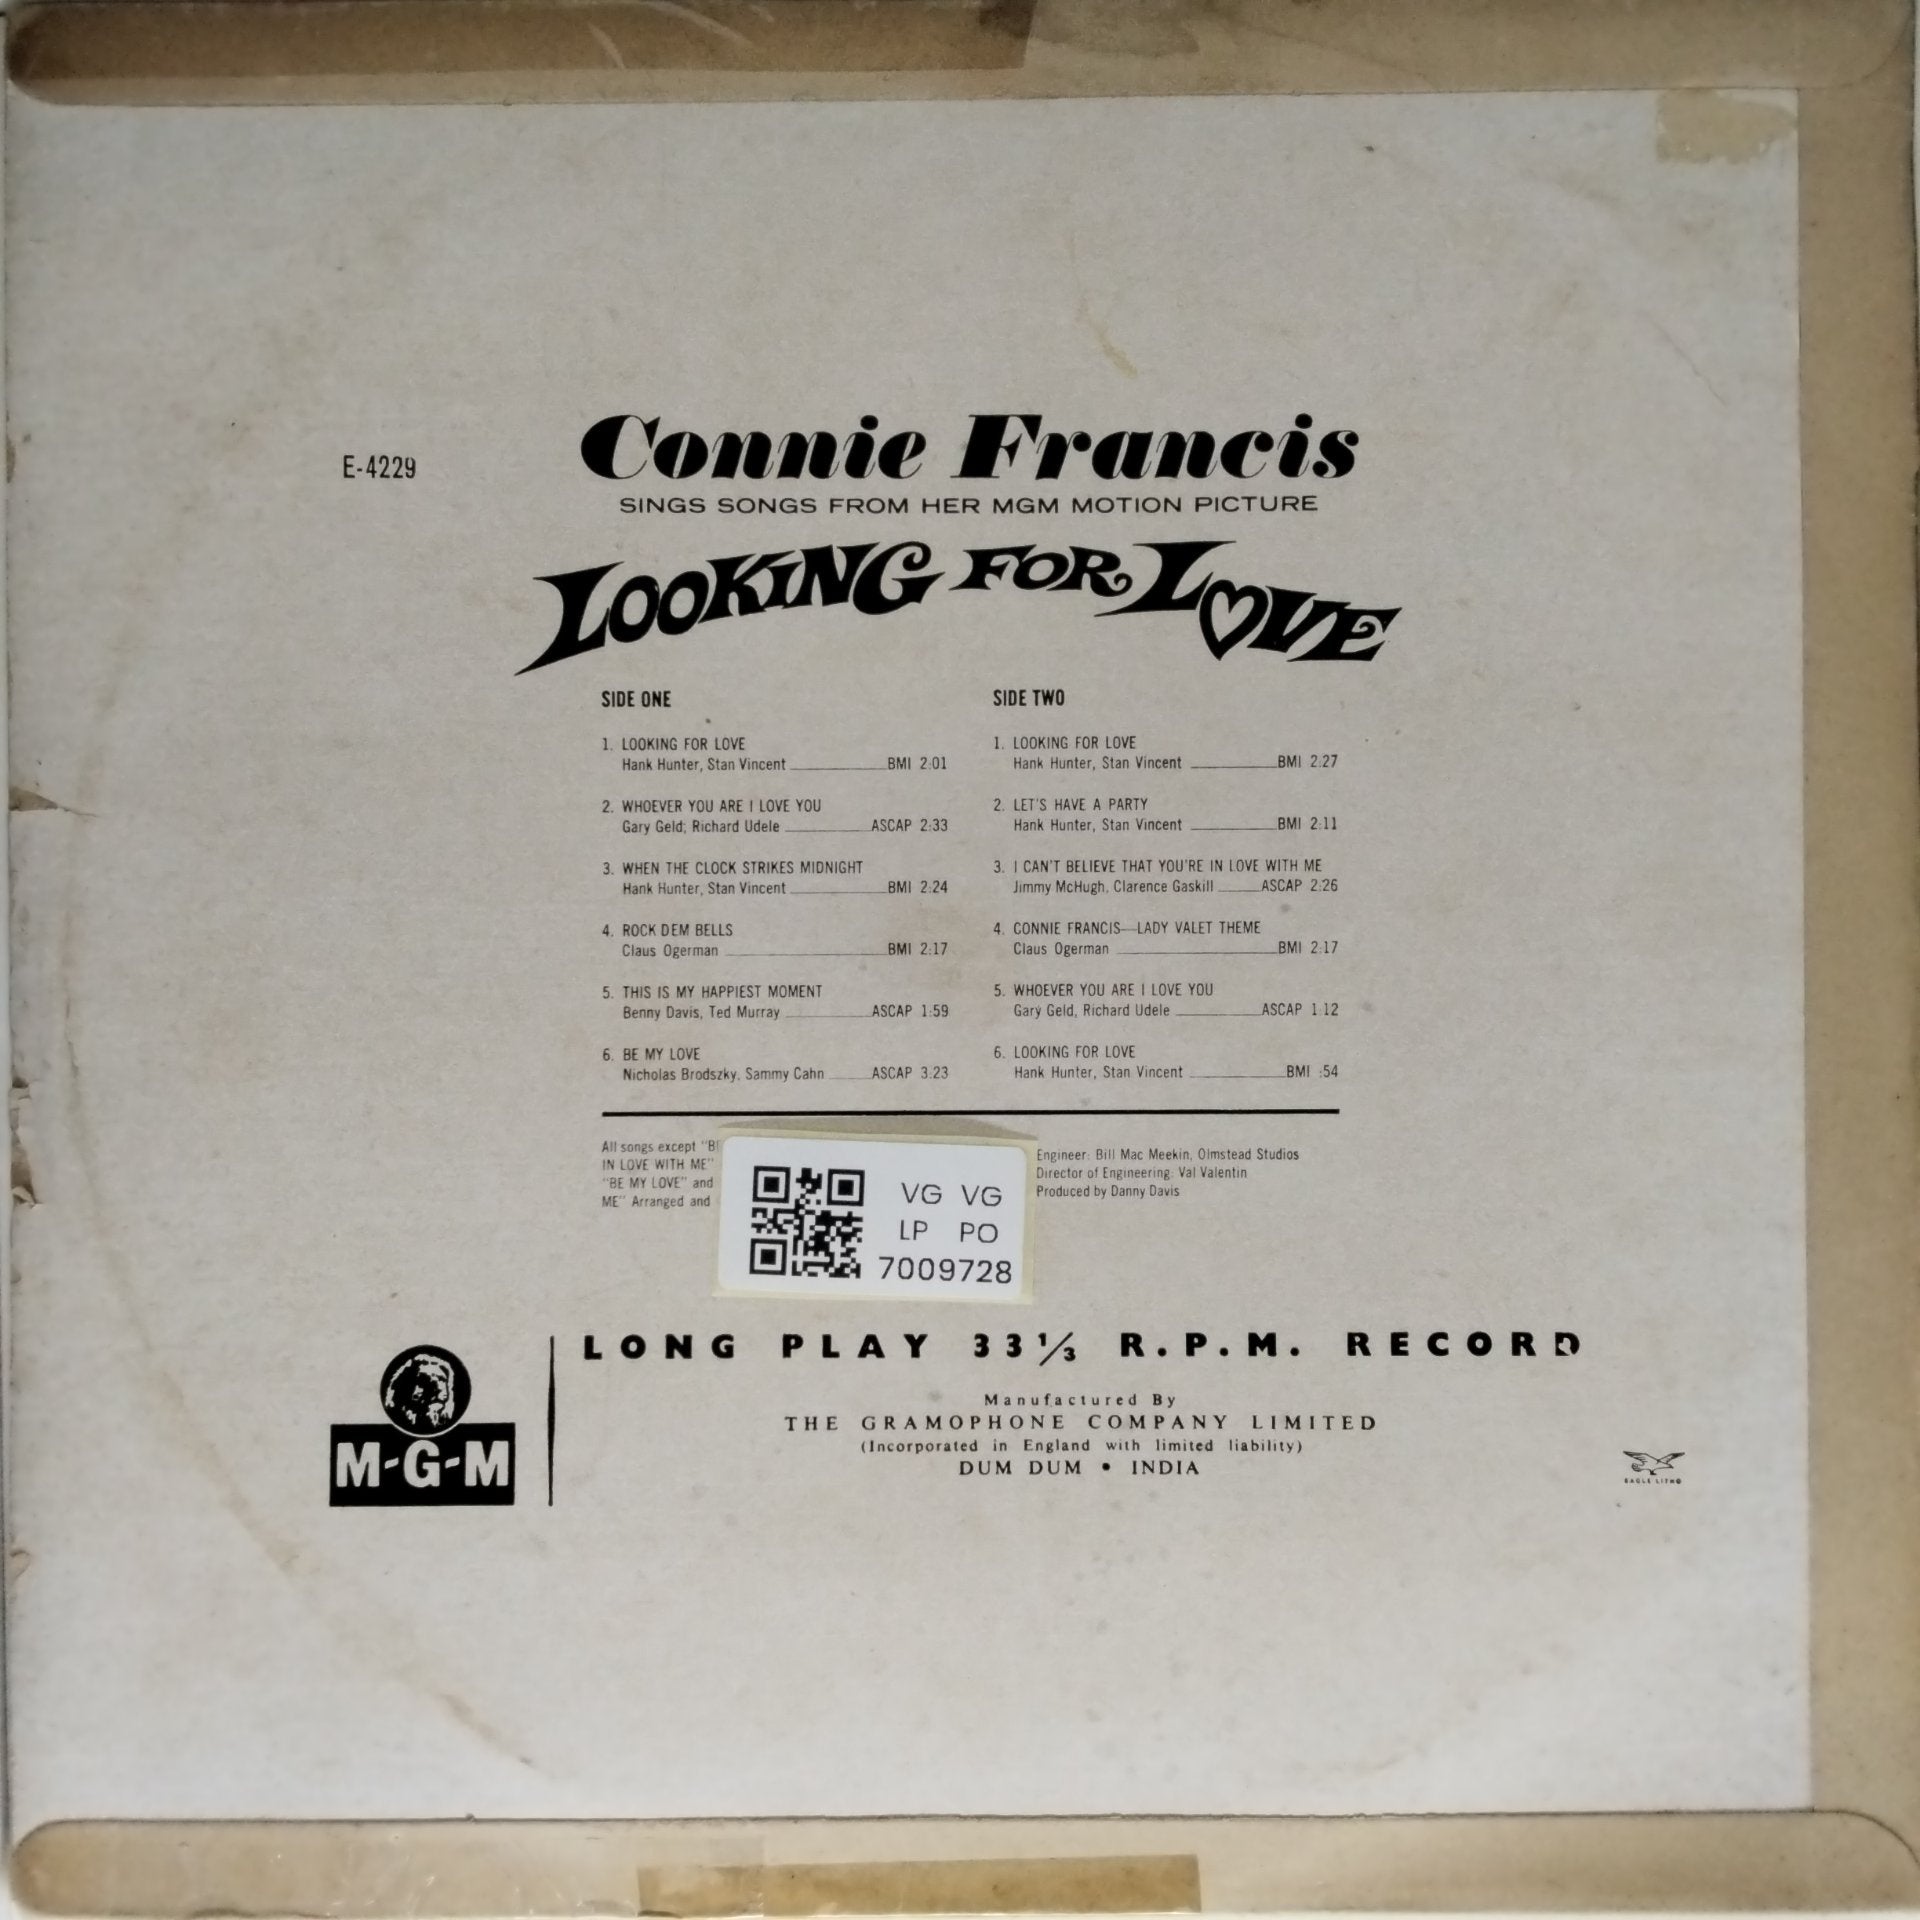 E-4229
Connie Francis
SINGS SONGS FROM HER MGM MOTION PICTURE
LOOKING FOR LOVE
SIDE ONE
1. LOOKING FOR LOVE
Hank Hunter, Stan Vincent BMI 2:01
2. WHOEVER YOU ARE I LOVE YOU
Gary Geld, Richard Udele ASCAP 2:33
3. WHEN THE CLOCK STRIKES MIDNIGHT
Hank Hunter, Stan Vincent BMI 2:24
4. ROCK DEM BELLS
Claus Ogerman BMI 2:17
5. THIS IS MY HAPPIEST MOMENT
Benny Davis, Ted Murray ASCAP 1:59
6. BE MY LOVE
Nicholas Brodszky, Sammy Cahn ASCAP 3:23
SIDE TWO
1. LOOKING FOR LOVE
Hank Hunter, Stan Vincent BMI 2:27
2. LET'S HAVE A PARTY
Hank Hunter, Stan Vincent BMI 2:11
3. I CAN'T BELIEVE THAT YOU'RE IN LOVE WITH ME
Jimmy McHugh, Clarence Gaskill ASCAP 2:26
4. CONNIE FRANCIS—LADY VALET THEME
Claus Ogerman BMI 2:17
5. WHOEVER YOU ARE I LOVE YOU
Gary Geld, Richard Udele ASCAP 1:12
6. LOOKING FOR LOVE
Hank Hunter, Stan Vincent BMI :54
All songs except "B
IN LOVE WITH ME"
"BE MY LOVE" and
ME" Arranged and
VG VG
LP PO
7009728
Engineer: Bill Mac Meekin, Olmstead Studios
Director of Engineering: Val Valentin
Produced by Danny Davis
LONG PLAY 33⅓ R.P.M. RECORD
M-G-M
Manufactured By
THE GRAMOPHONE COMPANY LIMITED
(Incorporated in England with limited liability)
DUM DUM • INDIA
EAGLE LITHO